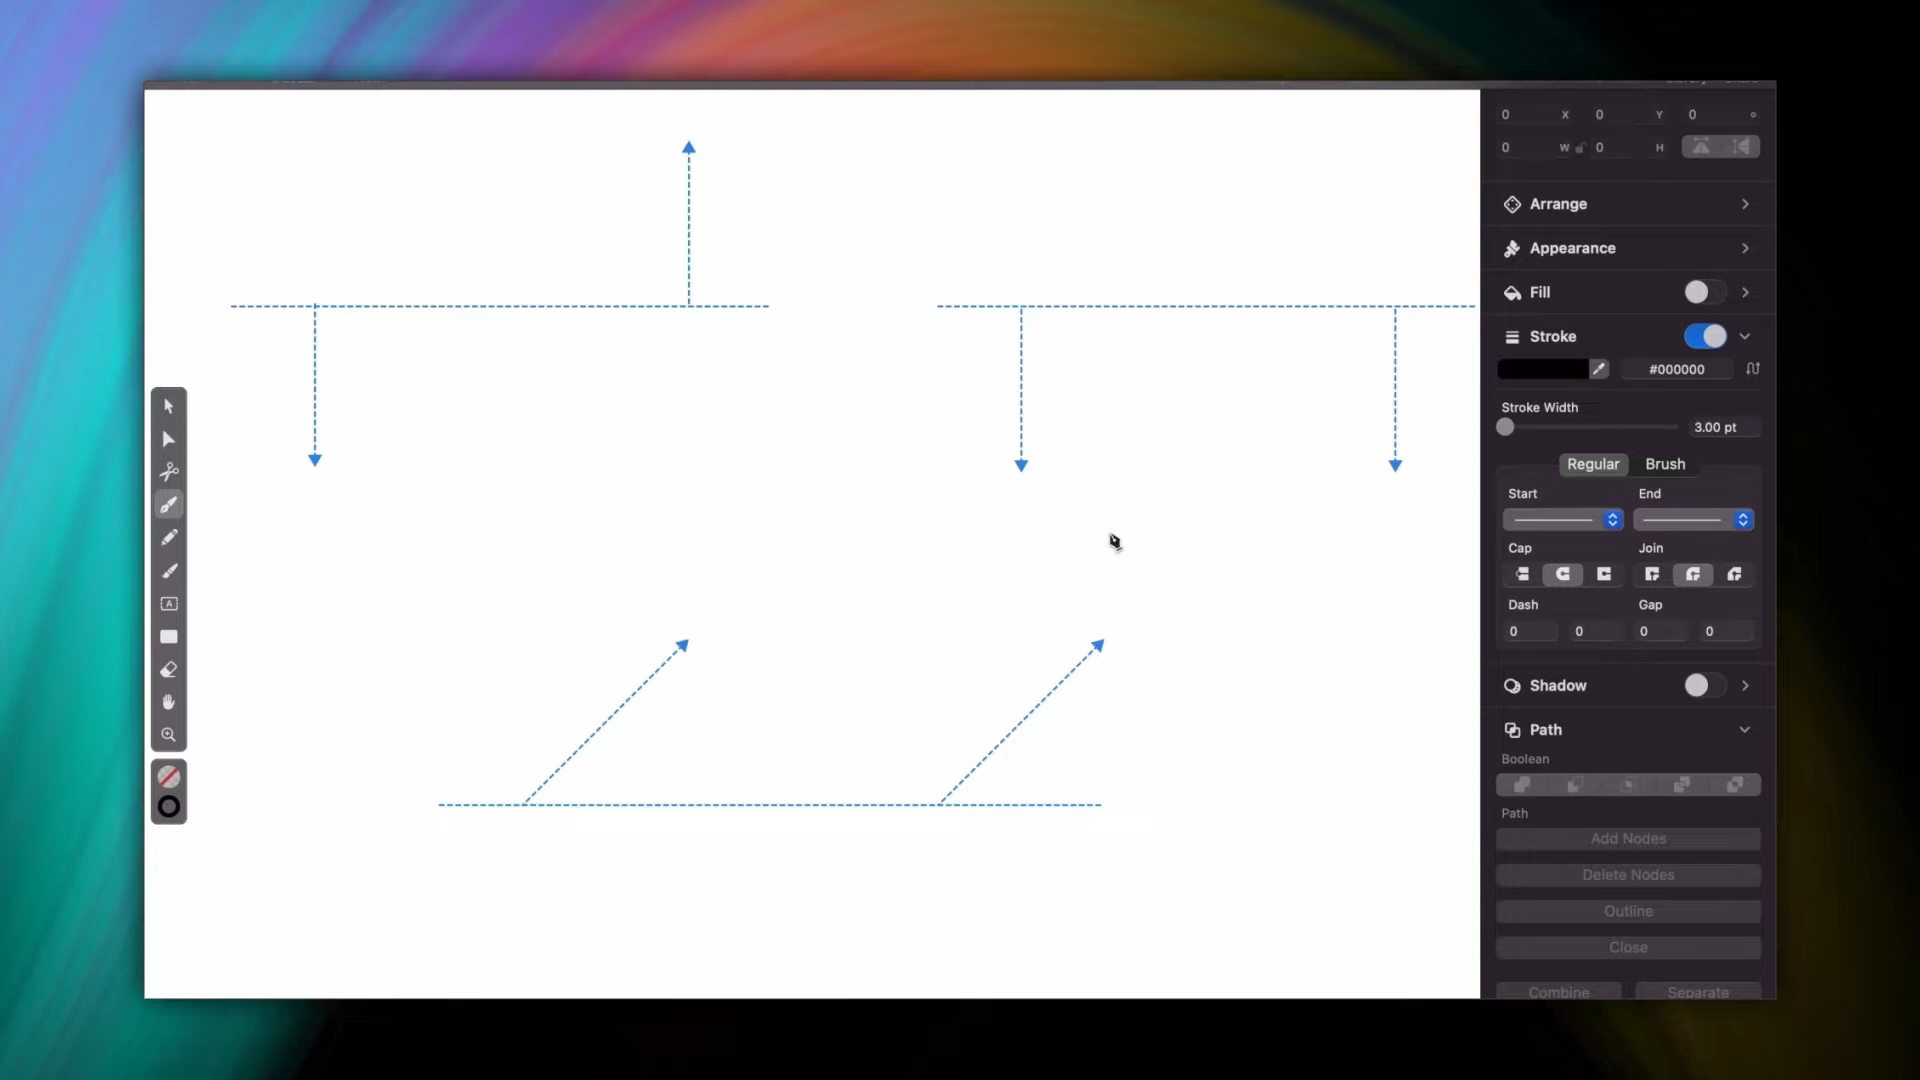 0 X 0 Y 0 °
0 W 0 H
Arrange
Appearance
Fill
Stroke
#000000
Stroke Width
3.00 pt
Regular Brush
Start End
Cap Join
Dash Gap
0 0 0 0
A
Shadow
Path
Boolean
Path
Add Nodes
Delete Nodes
Outline
Close
Combine Separate